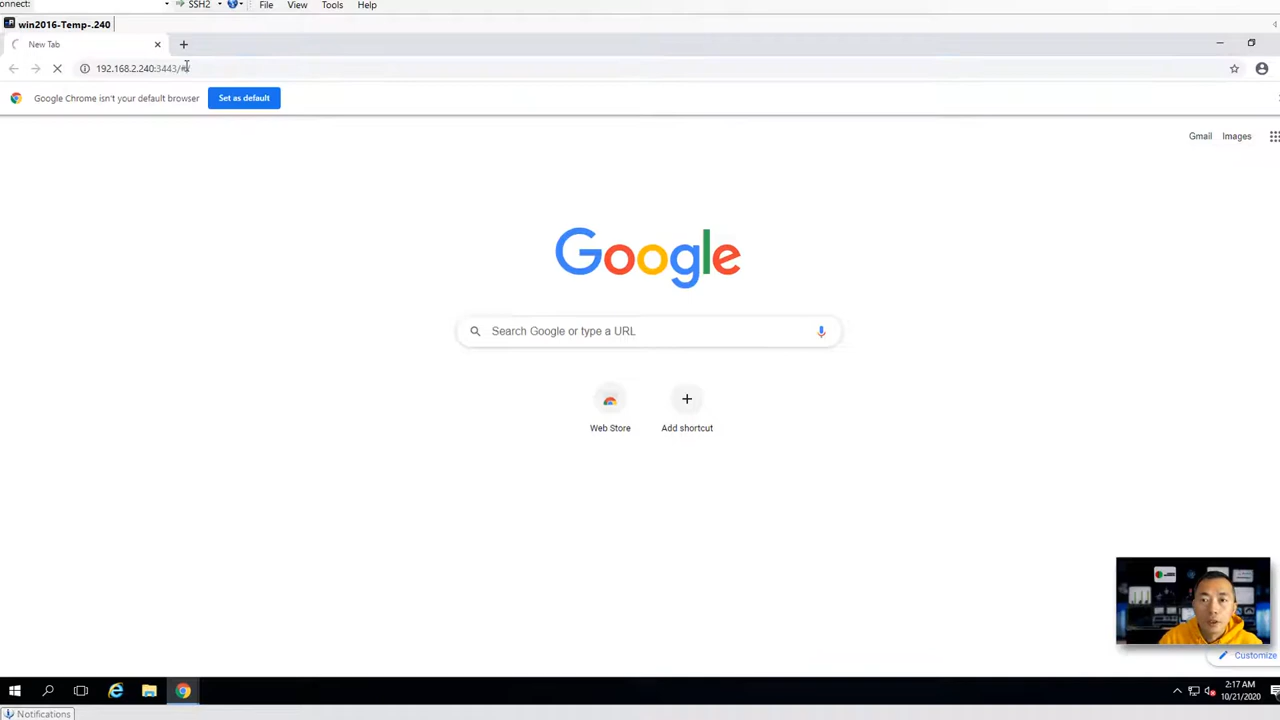 onnect:
SSH2
File
View
Tools
Help
win2016-Temp-.240
New Tab
192.168.2.240:3443/#/
Google Chrome isn't your default browser
Set as default
Gmail
Images
Google
Search Google or type a URL
Web Store
Add shortcut
Customize
2:17 AM
10/21/2020
Notifications